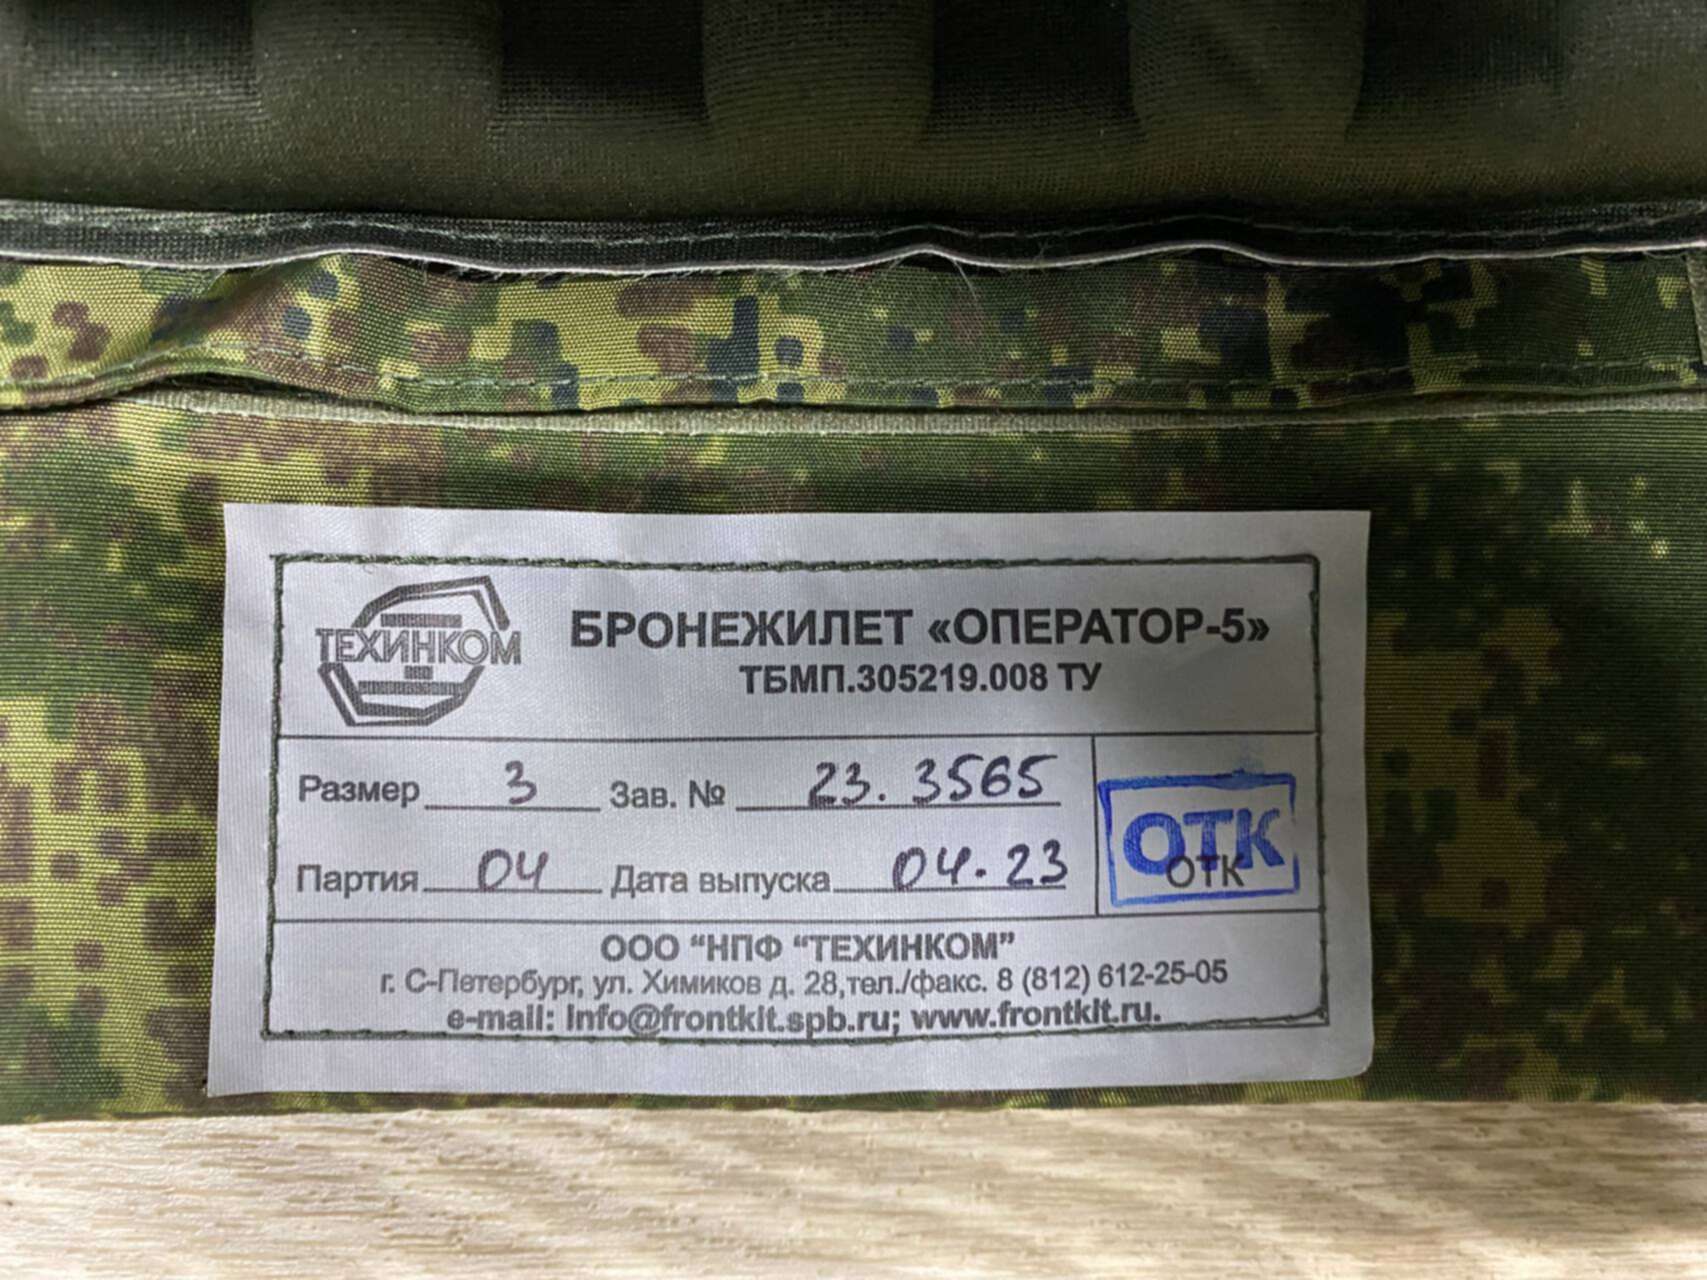 ТЕХИНКОМ
БРОНЕЖИЛЕТ «ОПЕРАТОР-5»
ТБМП.305219.008 ТУ
Размер 3 Зав. № 23. 3565
Партия 04 Дата выпуска 04.23
ОТК
ОТК
ООО “НПФ “ТЕХИНКОМ”
г. С-Петербург, ул. Химиков д. 28,тел./факс. 8 (812) 612-25-05
e-mail: info@frontkit.spb.ru; www.frontkit.ru.